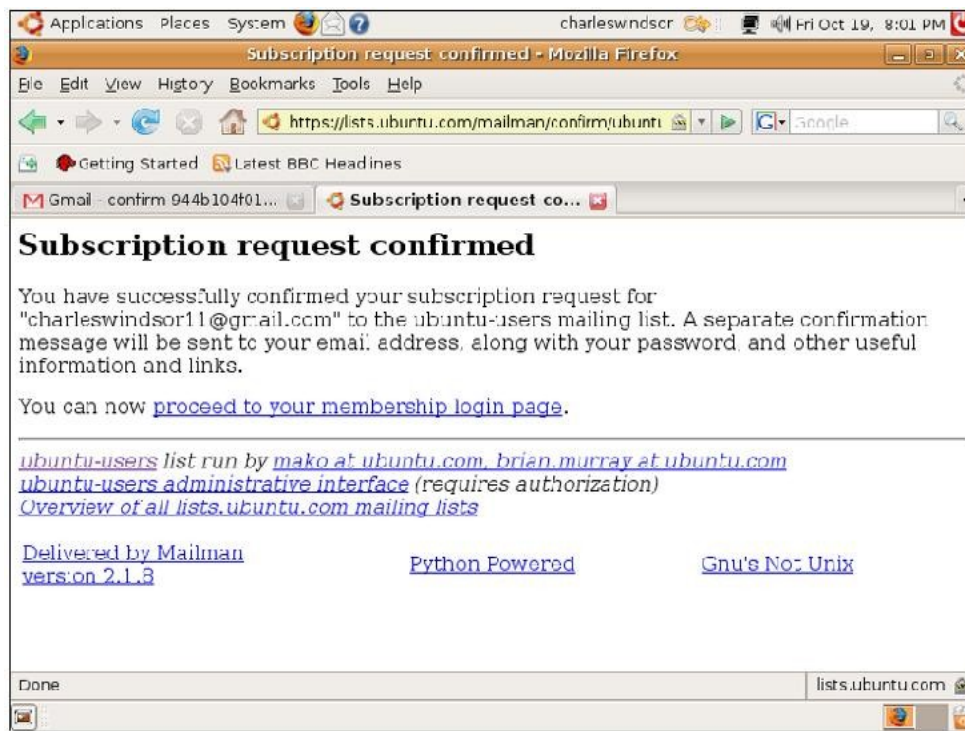 Applications Places System charleswindsor Fri Oct 19, 8:01 PM
Subscription request confirmed - Mozilla Firefox
File Edit View History Bookmarks Tools Help
https://lists.ubuntu.com/mailman/confirm/ubuntu Google
Getting Started Latest BBC Headlines
Gmail - confirm 944b104f01... Subscription request co...
Subscription request confirmed
You have successfully confirmed your subscription request for
"charleswindsor11@gmail.com" to the ubuntu-users mailing list. A separate confirmation
message will be sent to your email address, along with your password, and other useful
information and links.
You can now proceed to your membership login page.
ubuntu-users list run by mako at ubuntu.com, brian.murray at ubuntu.com
ubuntu-users administrative interface (requires authorization)
Overview of all lists.ubuntu.com mailing lists
Delivered by Mailman
version 2.1.8
Python Powered
Gnu's Not Unix
Done lists.ubuntu.com